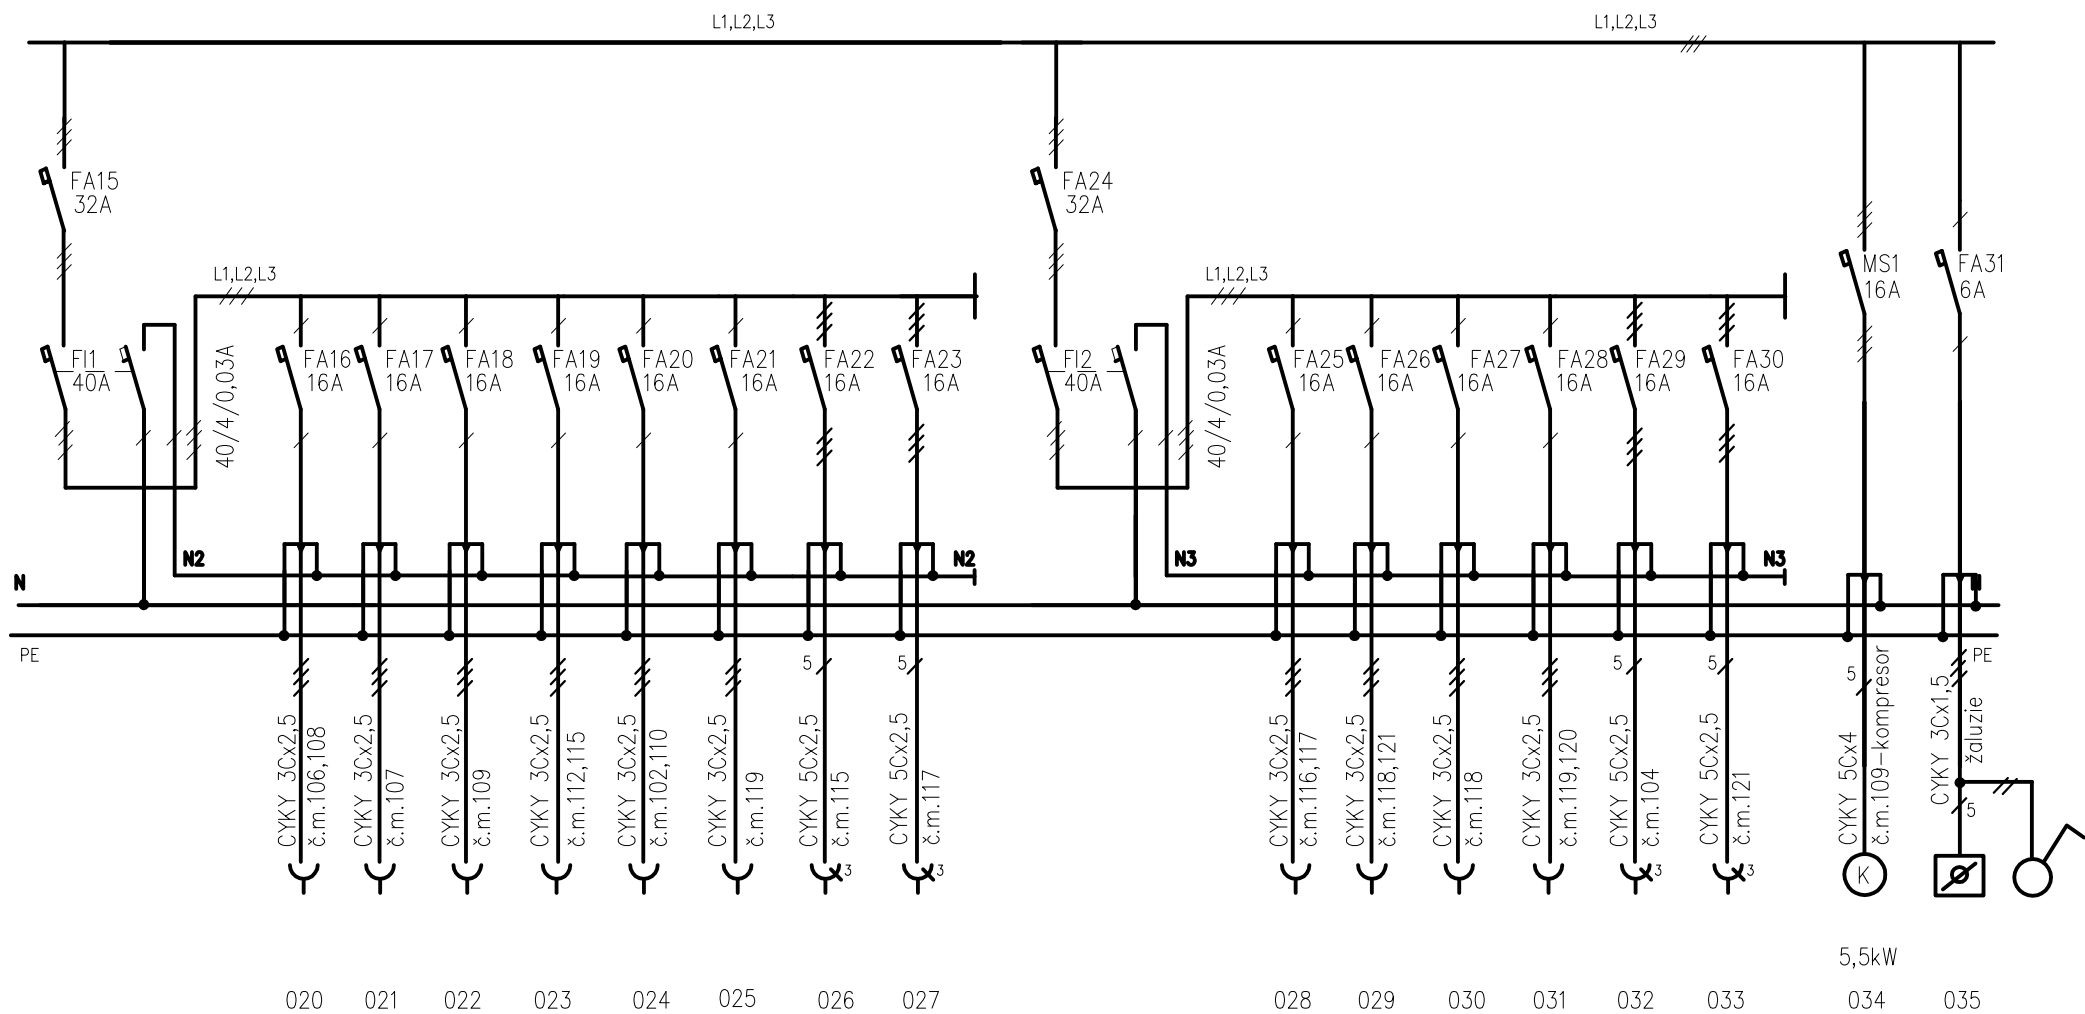 L1,L2,L3
L1,L2,L3
FA15
32A
FA24
32A
MS1
16A
FA31
6A
L1,L2,L3
L1,L2,L3
FI1
40A
40/4/0,03A
FA16
16A
FA17
16A
FA18
16A
FA19
16A
FA20
16A
FA21
16A
FA22
16A
FA23
16A
FI2
40A
40/4/0,03A
FA25
16A
FA26
16A
FA27
16A
FA28
16A
FA29
16A
FA30
16A
N2
N2
N3
N3
N
PE
PE
5
5
5
5
5
CYKY 3Cx2,5
č.m.106,108
CYKY 3Cx2,5
č.m.107
CYKY 3Cx2,5
č.m.109
CYKY 3Cx2,5
č.m.112,115
CYKY 3Cx2,5
č.m.102,110
CYKY 3Cx2,5
č.m.119
CYKY 5Cx2,5
č.m.115
CYKY 5Cx2,5
č.m.117
CYKY 3Cx2,5
č.m.116,117
CYKY 3Cx2,5
č.m.118,121
CYKY 3Cx2,5
č.m.118
CYKY 3Cx2,5
č.m.119,120
CYKY 5Cx2,5
č.m.104
CYKY 5Cx2,5
č.m.121
CYKY 5Cx4
č.m.109-kompresor
CYKY 3Cx1,5
žaluzie
5
3
3
3
3
K
5,5kW
020
021
022
023
024
025
026
027
028
029
030
031
032
033
034
035